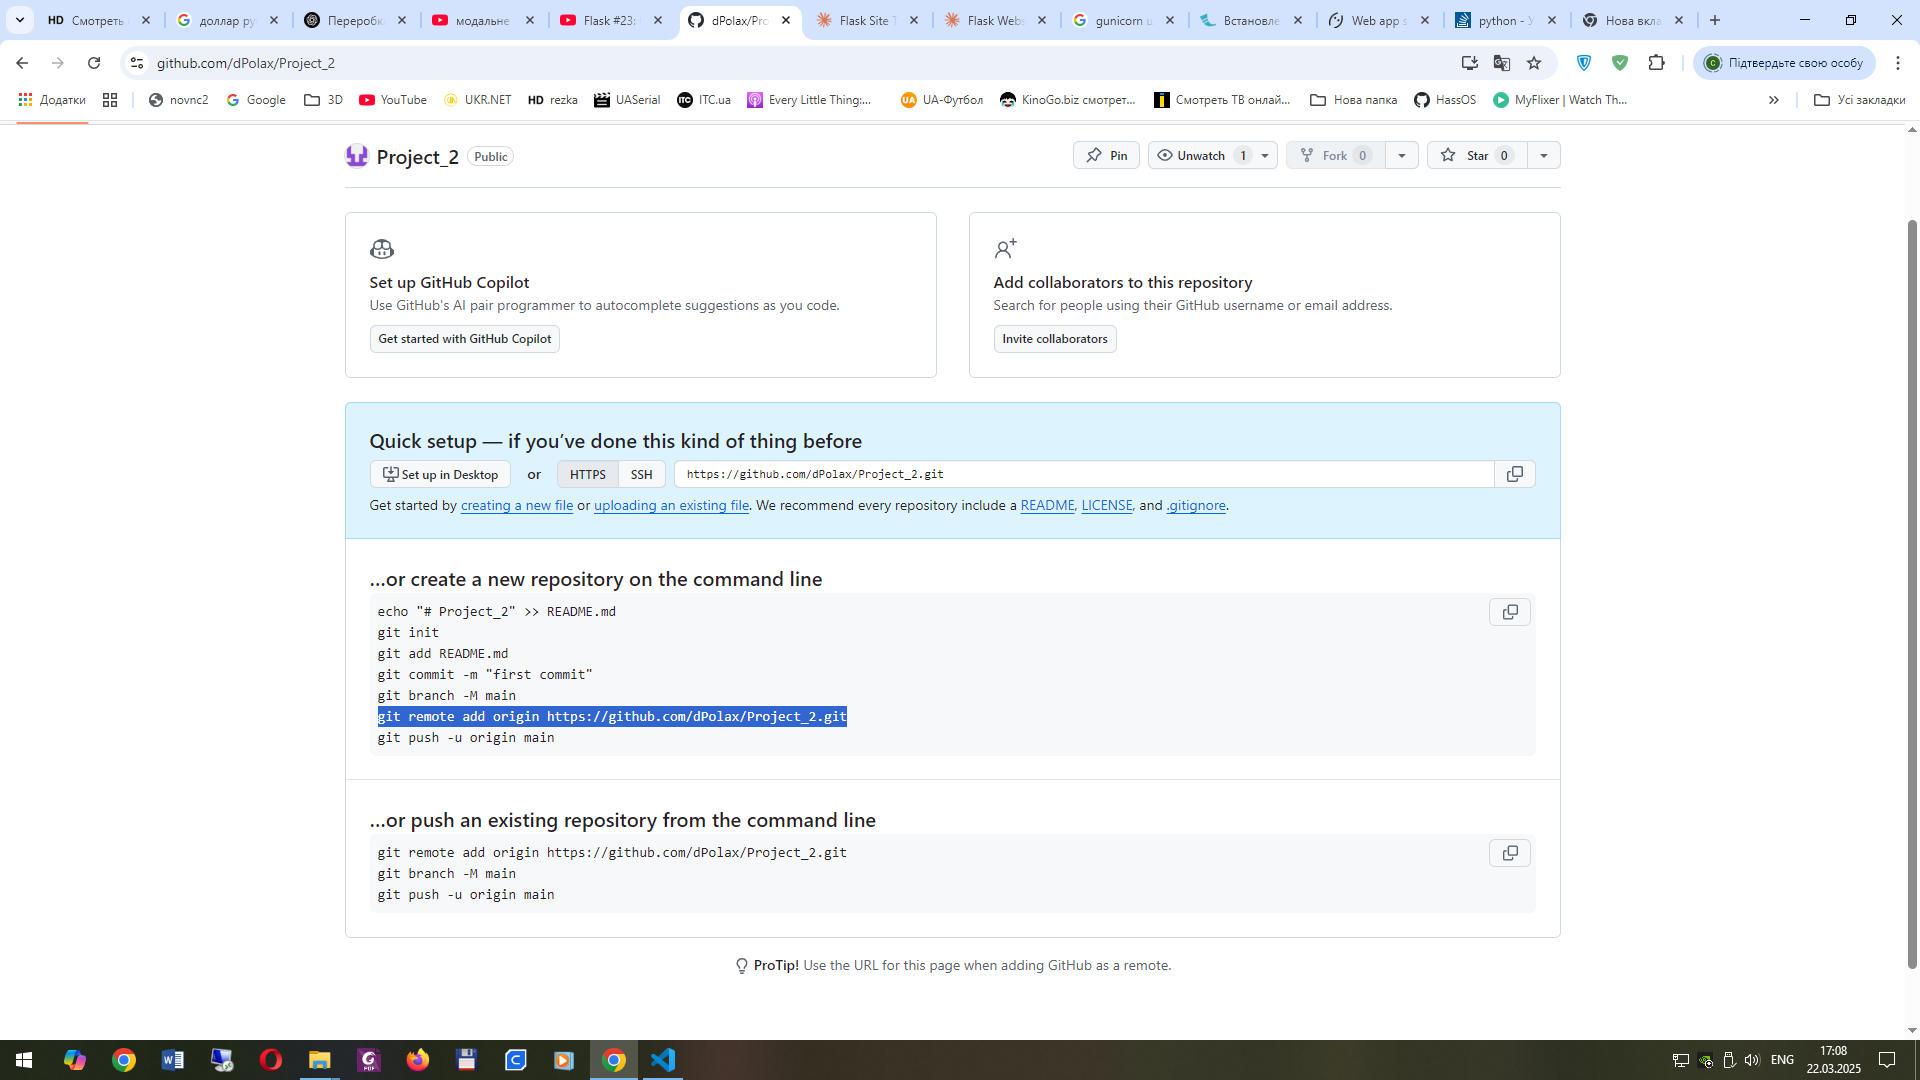 HD Смотреть
доллар ру
Переробк
модальне
Flask #23:
dPolax/Pro
Flask Site T
Flask Webs
gunicorn ш
Встановле
Web app s
python - У
Нова вкла
github.com/dPolax/Project_2
Підтвердьте свою особу
Додатки
novnc2
Google
3D
YouTube
UKR.NET
HD rezka
UASerial
ITC.ua
Every Little Thing:...
UA-Футбол
KinoGo.biz смотрет...
Смотреть ТВ онлай...
Нова папка
HassOS
MyFlixer | Watch Th...
Усі закладки
Project_2 Public
Pin
Unwatch 1
Fork 0
Star 0
Set up GitHub Copilot
Use GitHub's AI pair programmer to autocomplete suggestions as you code.
Get started with GitHub Copilot
Add collaborators to this repository
Search for people using their GitHub username or email address.
Invite collaborators
Quick setup — if you’ve done this kind of thing before
Set up in Desktop or HTTPS SSH https://github.com/dPolax/Project_2.git
Get started by creating a new file or uploading an existing file. We recommend every repository include a README, LICENSE, and .gitignore.
…or create a new repository on the command line
echo "# Project_2" >> README.md
git init
git add README.md
git commit -m "first commit"
git branch -M main
git remote add origin https://github.com/dPolax/Project_2.git
git push -u origin main
…or push an existing repository from the command line
git remote add origin https://github.com/dPolax/Project_2.git
git branch -M main
git push -u origin main
ProTip! Use the URL for this page when adding GitHub as a remote.
ENG
17:08
22.03.2025